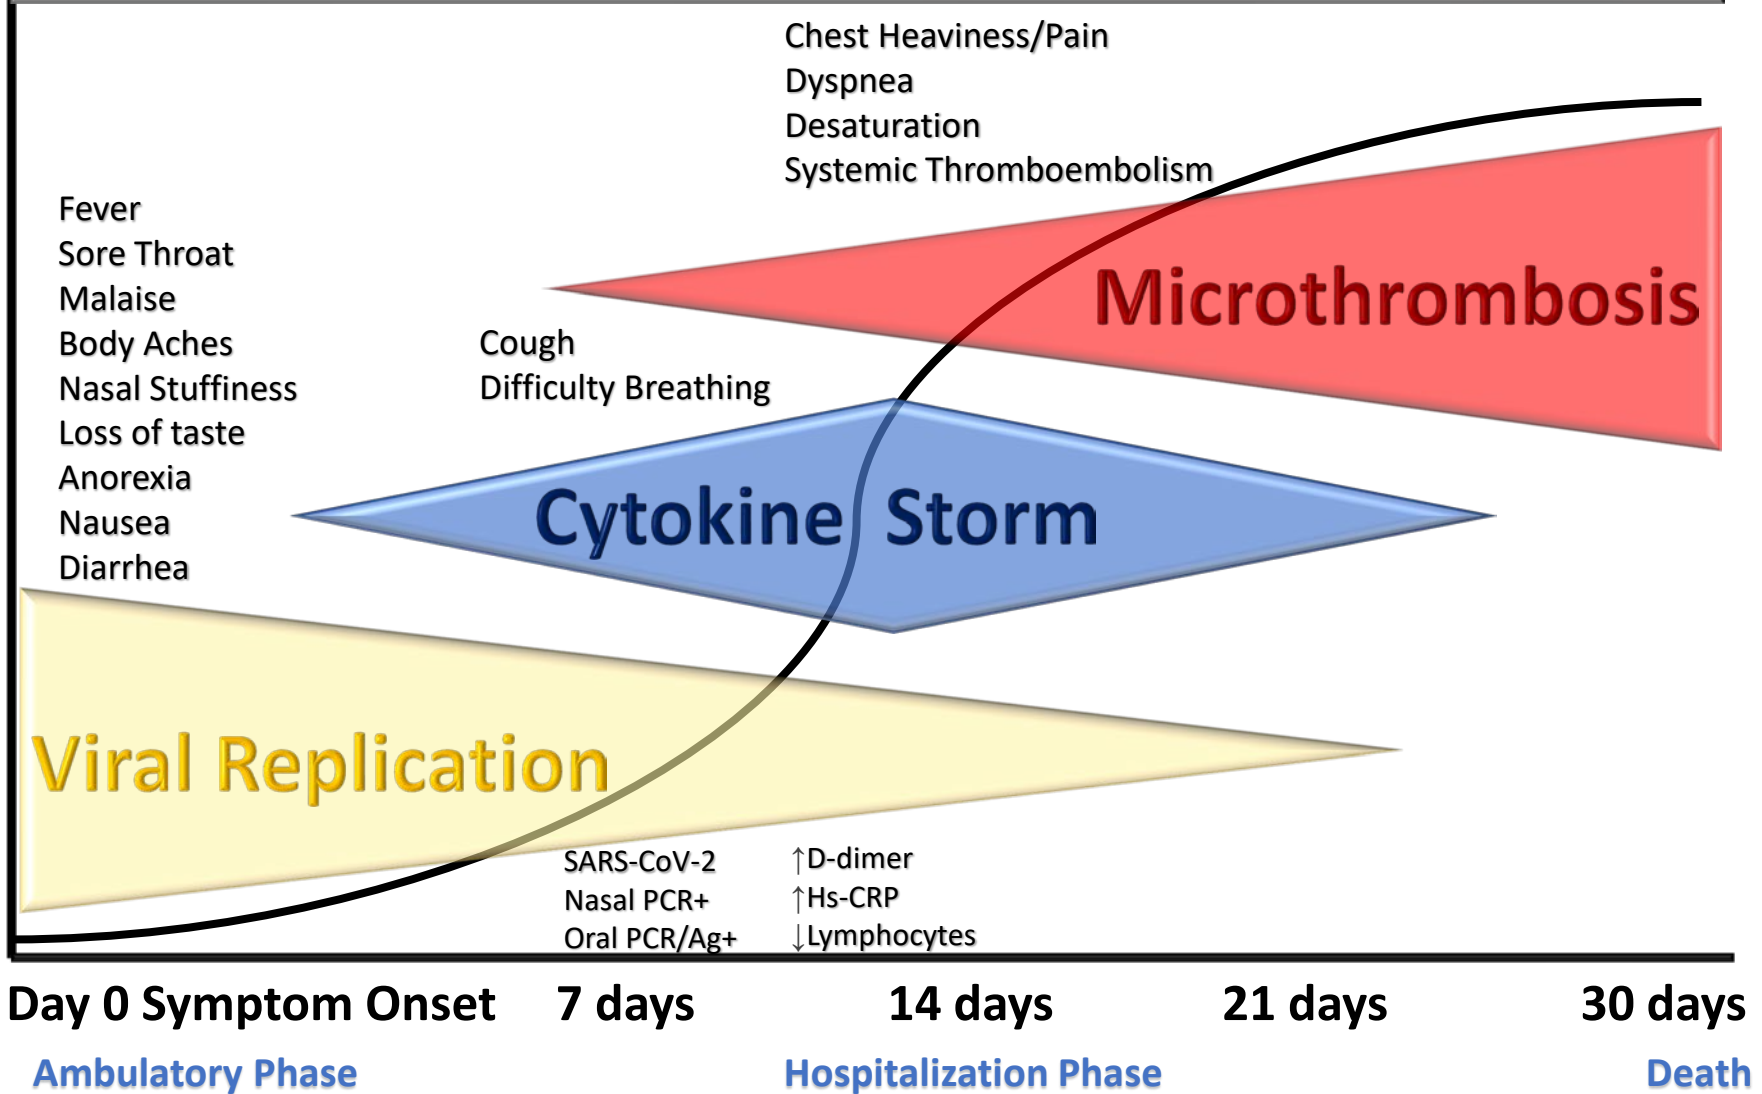 Chest Heaviness/Pain
Dyspnea
Desaturation
Systemic Thromboembolism
Fever
Sore Throat
Malaise
Body Aches
Nasal Stuffiness
Loss of taste
Anorexia
Nausea
Diarrhea
Cough
Difficulty Breathing
Microthrombosis
Cytokine Storm
Viral Replication
SARS-CoV-2
Nasal PCR+
Oral PCR/Ag+
↑D-dimer
↑Hs-CRP
↓Lymphocytes
Day 0 Symptom Onset 7 days 14 days 21 days 30 days
Ambulatory Phase Hospitalization Phase Death